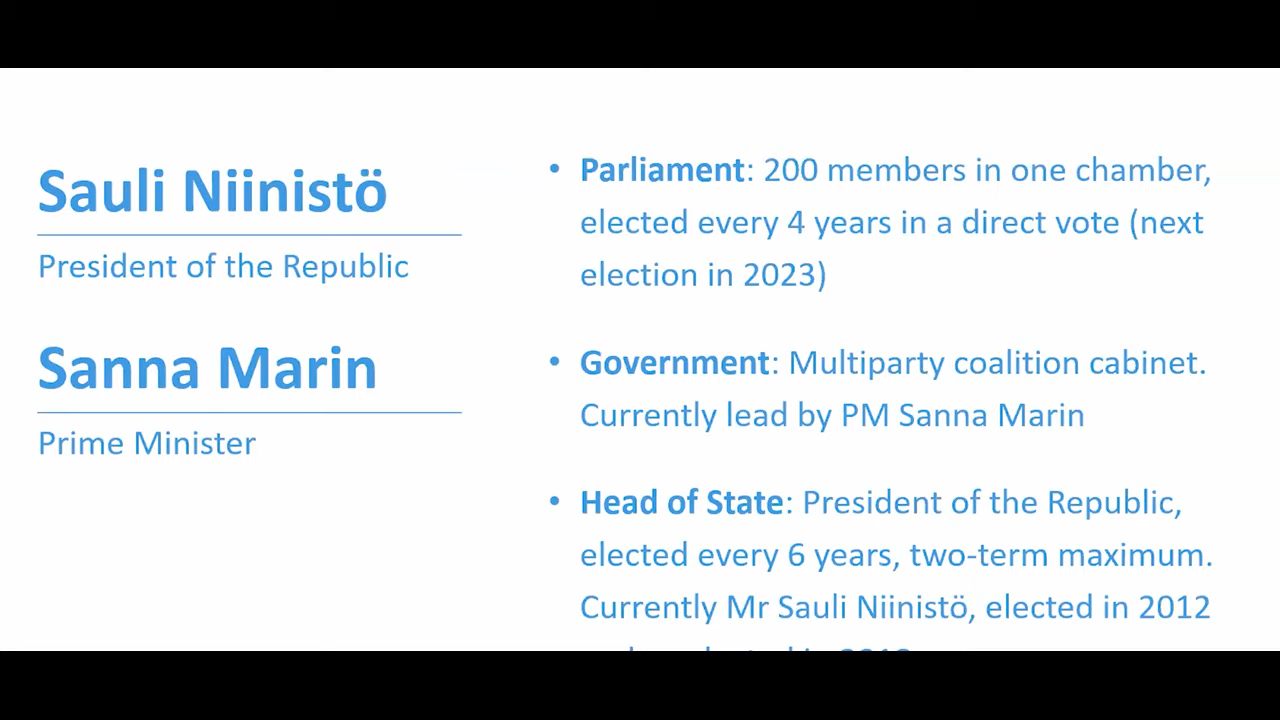 Sauli Niinistö
President of the Republic
Sanna Marin
Prime Minister
• Parliament: 200 members in one chamber,
elected every 4 years in a direct vote (next
election in 2023)
• Government: Multiparty coalition cabinet.
Currently lead by PM Sanna Marin
• Head of State: President of the Republic,
elected every 6 years, two-term maximum.
Currently Mr Sauli Niinistö, elected in 2012